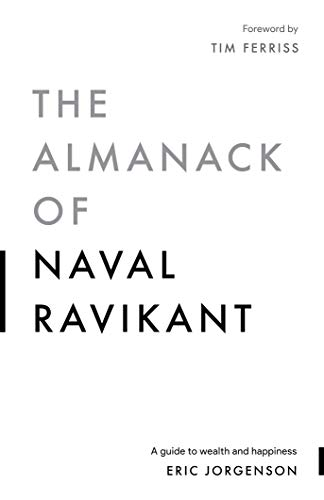 Foreword by
TIM FERRISS
THE
ALMANACK
OF
NAVAL
RAVIKANT
A guide to wealth and happiness
ERIC JORGENSON